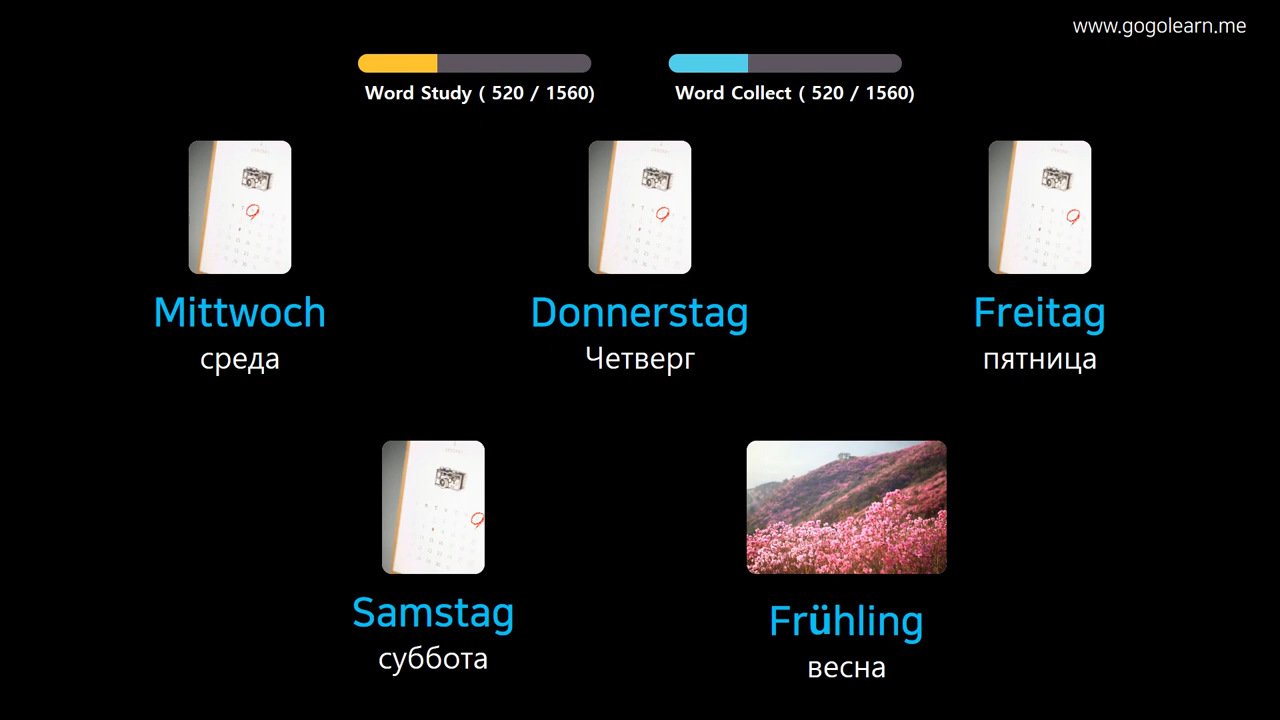 www.gogolearn.me
Word Study ( 520 / 1560)
Word Collect ( 520 / 1560)
Mittwoch
среда
Donnerstag
Четверг
Freitag
пятница
Samstag
суббота
Frühling
весна